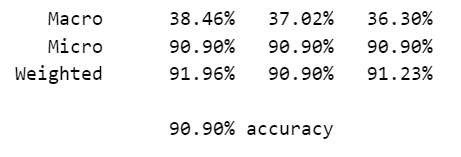 Macro 38.46% 37.02% 36.30%
Micro 90.90% 90.90% 90.90%
Weighted 91.96% 90.90% 91.23%
90.90% accuracy